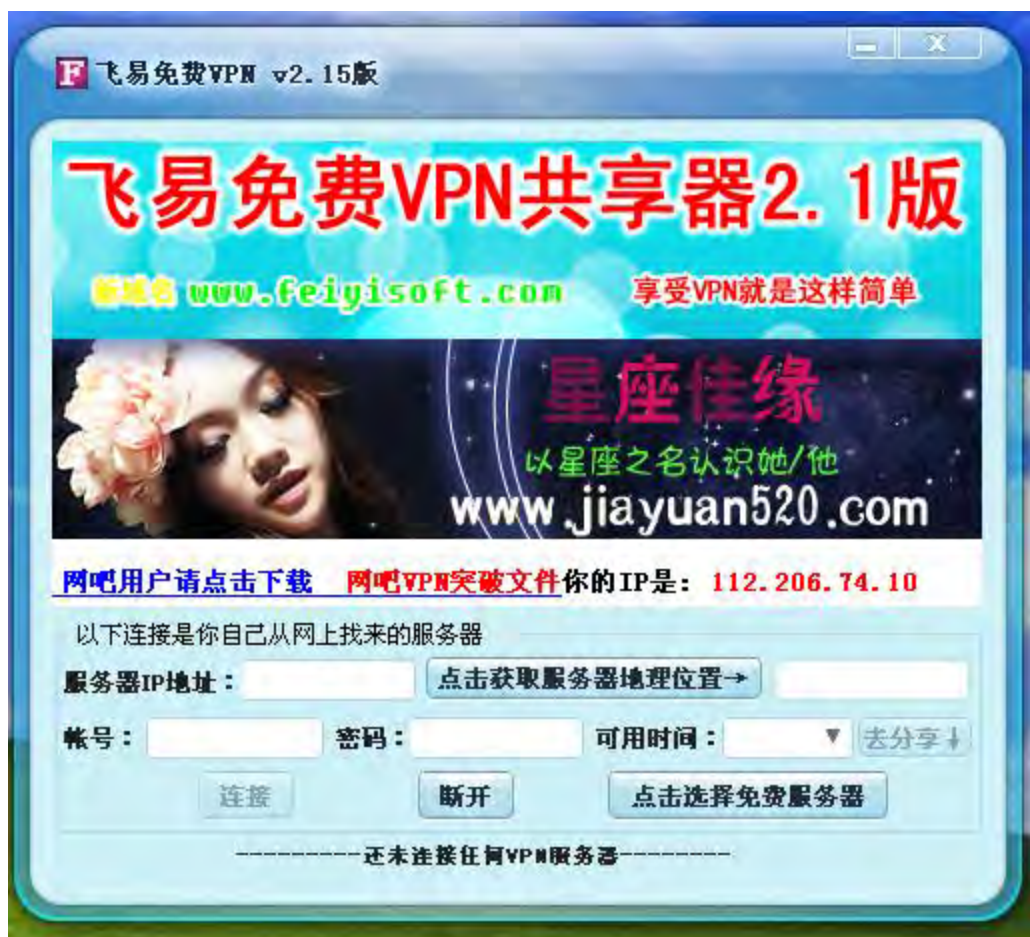 飞易免费VPN v2.15版
飞易免费VPN共享器2.1版
新域名 www.feiyisoft.com 享受VPN就是这样简单
星座佳缘
以星座之名认识她/他
www.jiayuan520.com
网吧用户请点击下载 网吧VPN突破文件你的IP是: 112.206.74.10
以下连接是你自己从网上找来的服务器
服务器IP地址: 点击获取服务器地理位置→
帐号: 密码: 可用时间: ▼ 去分享↓
连接 断开 点击选择免费服务器
---------还未连接任何VPN服务器--------